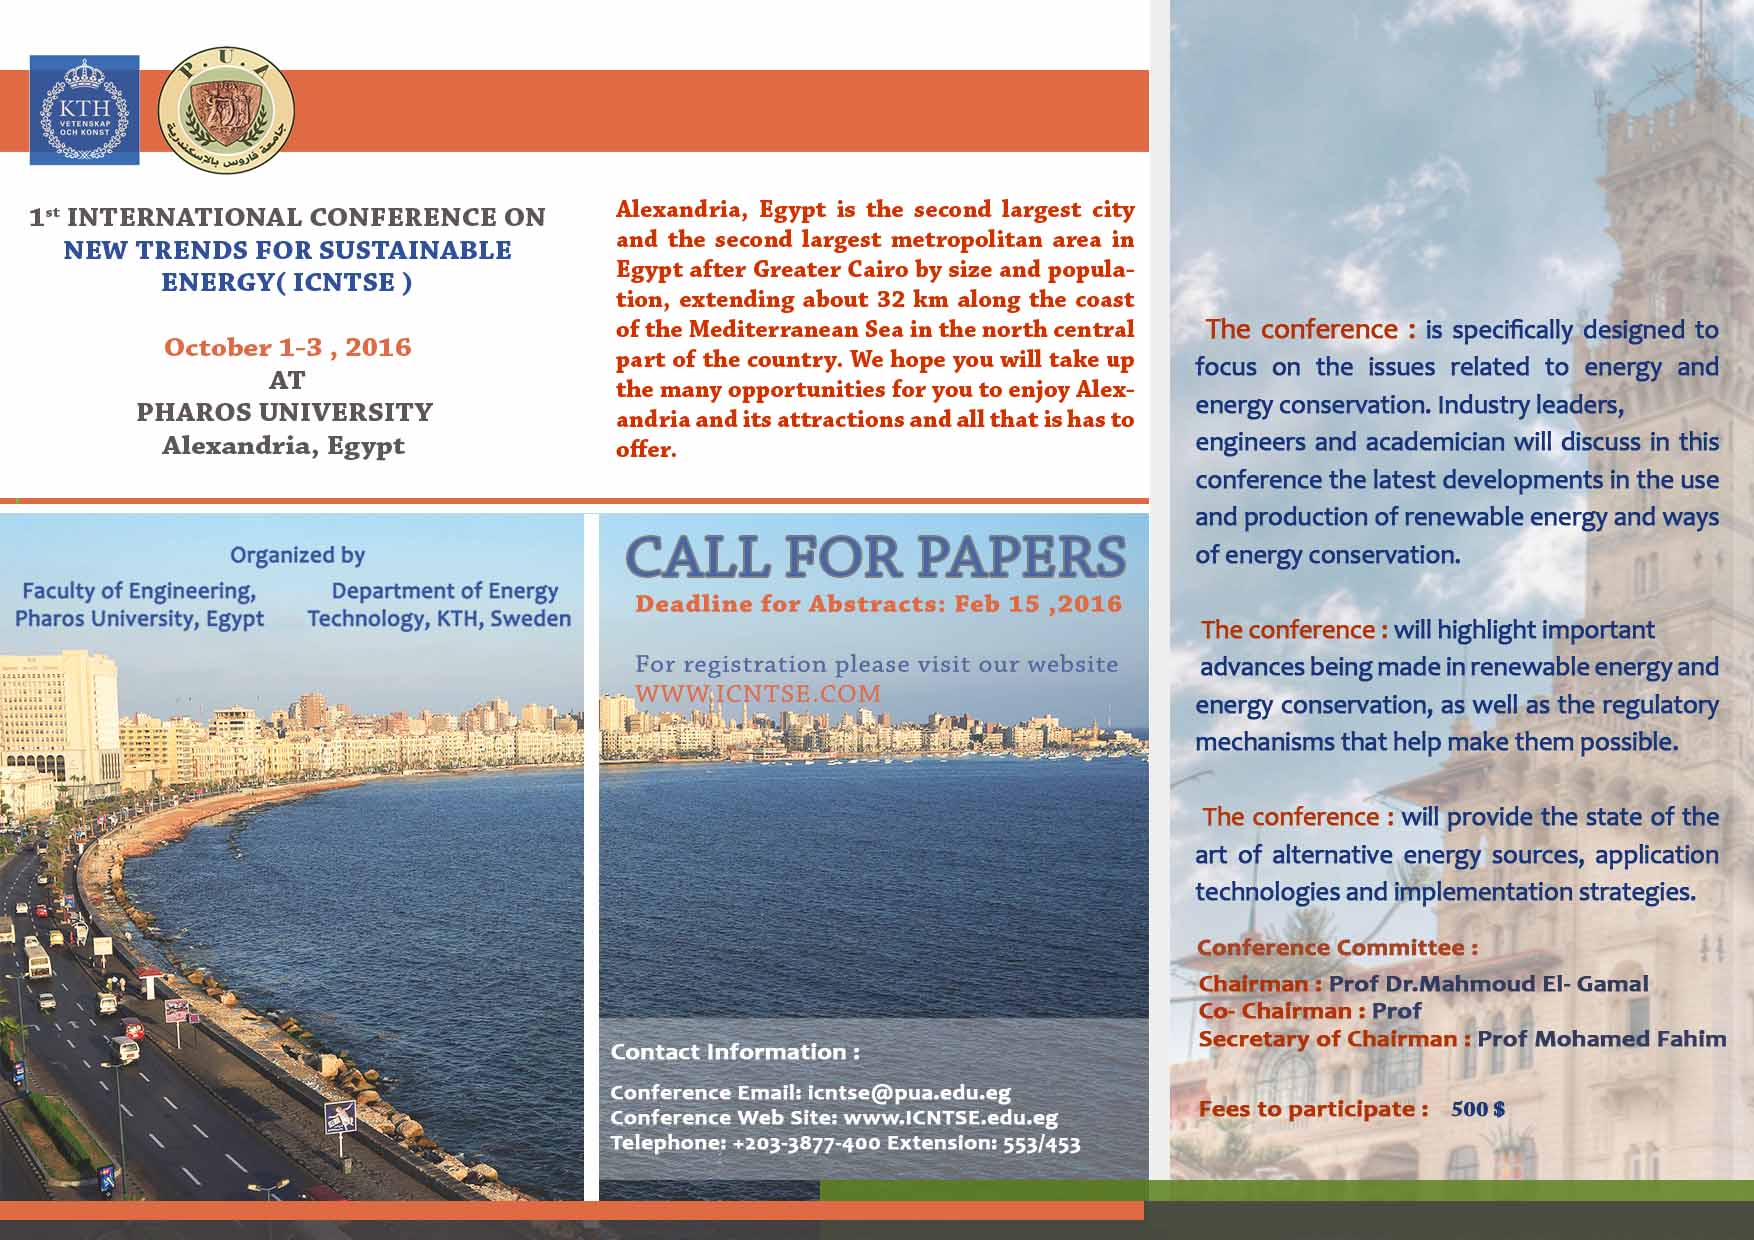 KTH
VETENSKAP
OCH KONST
P.U.A
جامعة فاروس بالإسكندرية
1st INTERNATIONAL CONFERENCE ON
NEW TRENDS FOR SUSTAINABLE
ENERGY( ICNTSE )
October 1-3 , 2016
AT
PHAROS UNIVERSITY
Alexandria, Egypt
Alexandria, Egypt is the second largest city
and the second largest metropolitan area in
Egypt after Greater Cairo by size and popula-
tion, extending about 32 km along the coast
of the Mediterranean Sea in the north central
part of the country. We hope you will take up
the many opportunities for you to enjoy Alex-
andria and its attractions and all that is has to
offer.
Organized by
Faculty of Engineering,
Pharos University, Egypt
Department of Energy
Technology, KTH, Sweden
CALL FOR PAPERS
Deadline for Abstracts: Feb 15 ,2016
For registration please visit our website
WWW.ICNTSE.COM
Contact Information :
Conference Email: icntse@pua.edu.eg
Conference Web Site: www.ICNTSE.edu.eg
Telephone: +203-3877-400 Extension: 553/453
The conference : is specifically designed to
focus on the issues related to energy and
energy conservation. Industry leaders,
engineers and academician will discuss in this
conference the latest developments in the use
and production of renewable energy and ways
of energy conservation.
The conference : will highlight important
advances being made in renewable energy and
energy conservation, as well as the regulatory
mechanisms that help make them possible.
The conference : will provide the state of the
art of alternative energy sources, application
technologies and implementation strategies.
Conference Committee :
Chairman : Prof Dr.Mahmoud El- Gamal
Co- Chairman : Prof
Secretary of Chairman : Prof Mohamed Fahim
Fees to participate : 500 $